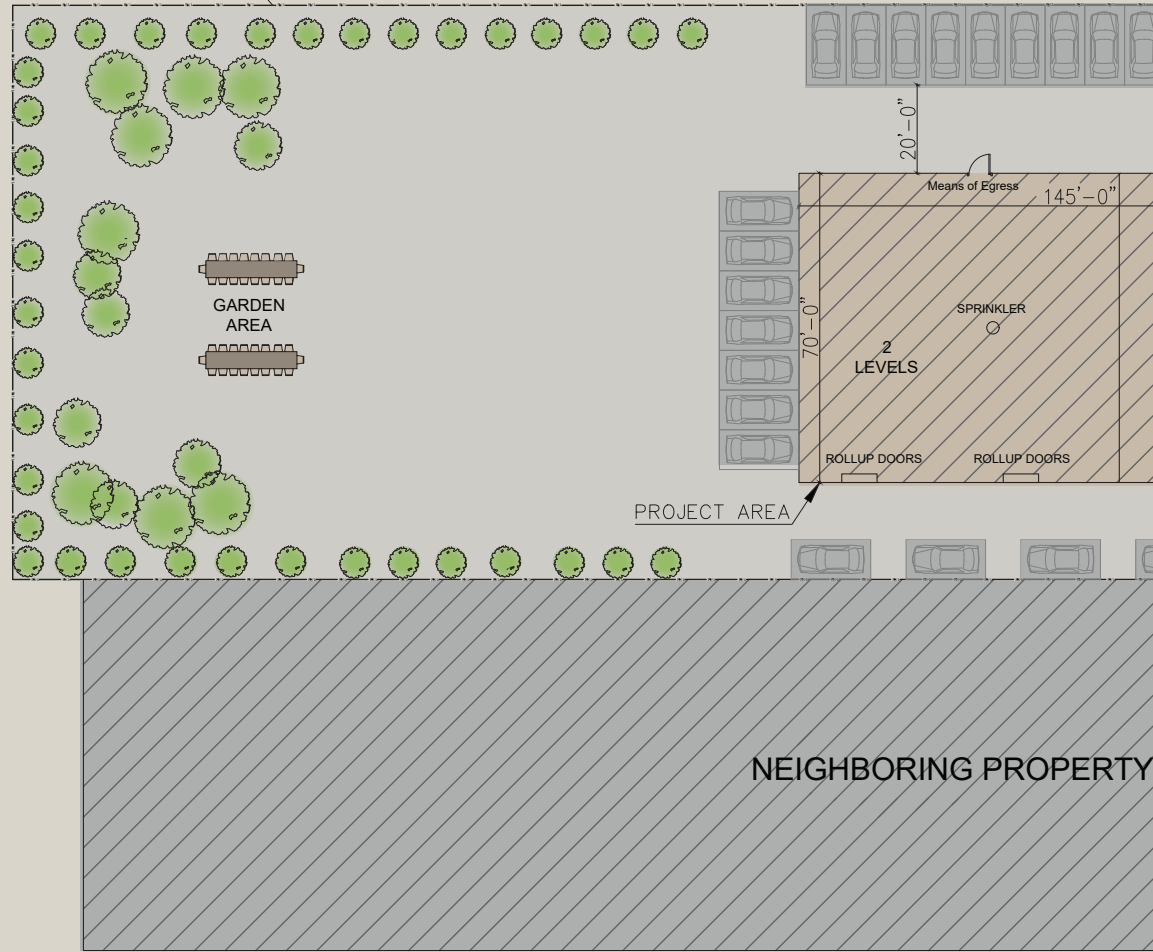 20'-0"
Means of Egress
145'-0"
GARDEN
AREA
SPRINKLER
70'-0"
2
LEVELS
ROLLUP DOORS
ROLLUP DOORS
PROJECT AREA
NEIGHBORING PROPERTY